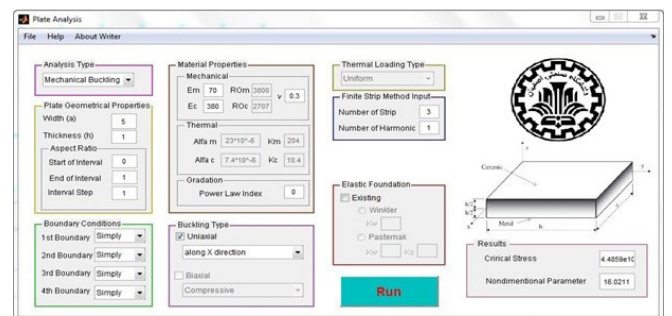 Plate Analysis
File Help About Writer
Analysis Type
Mechanical Buckling
Plate Geometrical Properties
Width (a) 5
Thickness (h) 1
Aspect Ratio
Start of Interval 0
End of Interval 1
Interval Step 1
Boundary Conditions
1st Boundary Simply
2nd Boundary Simply
3rd Boundary Simply
4th Boundary Simply
Material Properties
Mechanical
Em 70 ROm 3800
Ec 380 ROc 2707
v 0.3
Thermal
Alfa m 23*10^-6 Km 204
Alfa c 7.4*10^-6 Kc 10.4
Gradation
Power Law Index 0
Buckling Type
Uniaxial
along X direction
Biaxial
Compressive
Thermal Loading Type
Uniform
Finite Strip Method Input
Number of Strip 3
Number of Harmonic 1
Elastic Foundation
Existing
Winkler
Kw
Pasternak
Kw Ks
Run
Ceramic
Metal
b
Results
Crirical Stress 4.4859e10
Nondimentional Parameter 16.0211